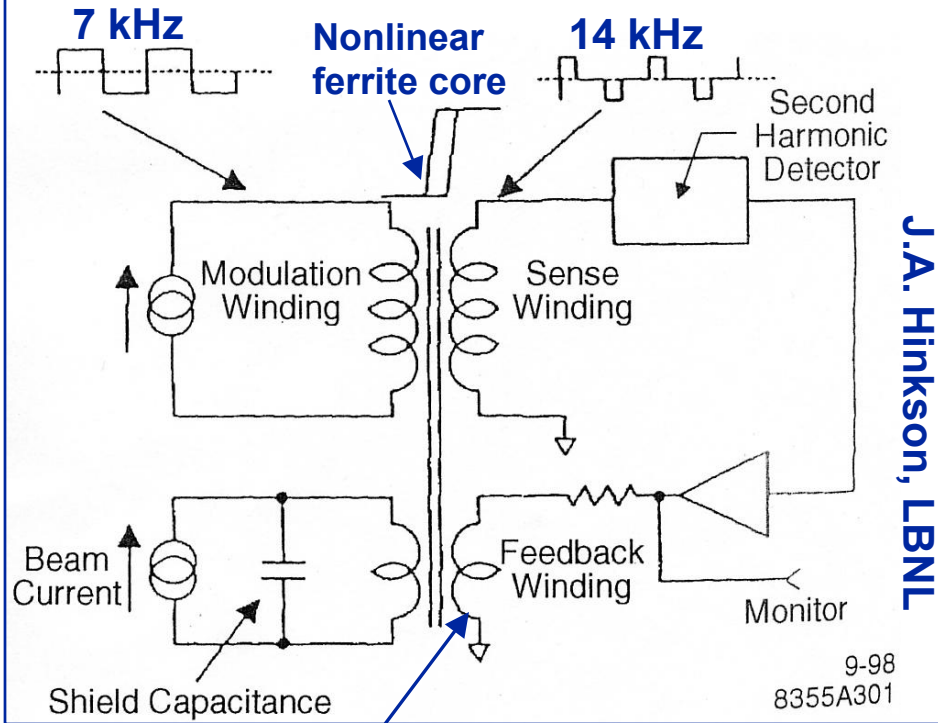 7 kHz
Nonlinear
ferrite core
14 kHz
Second
Harmonic
Detector
Modulation
Winding
Sense
Winding
Beam
Current
Feedback
Winding
Monitor
Shield Capacitance
9-98
8355A301
J.A. Hinkson, LBNL